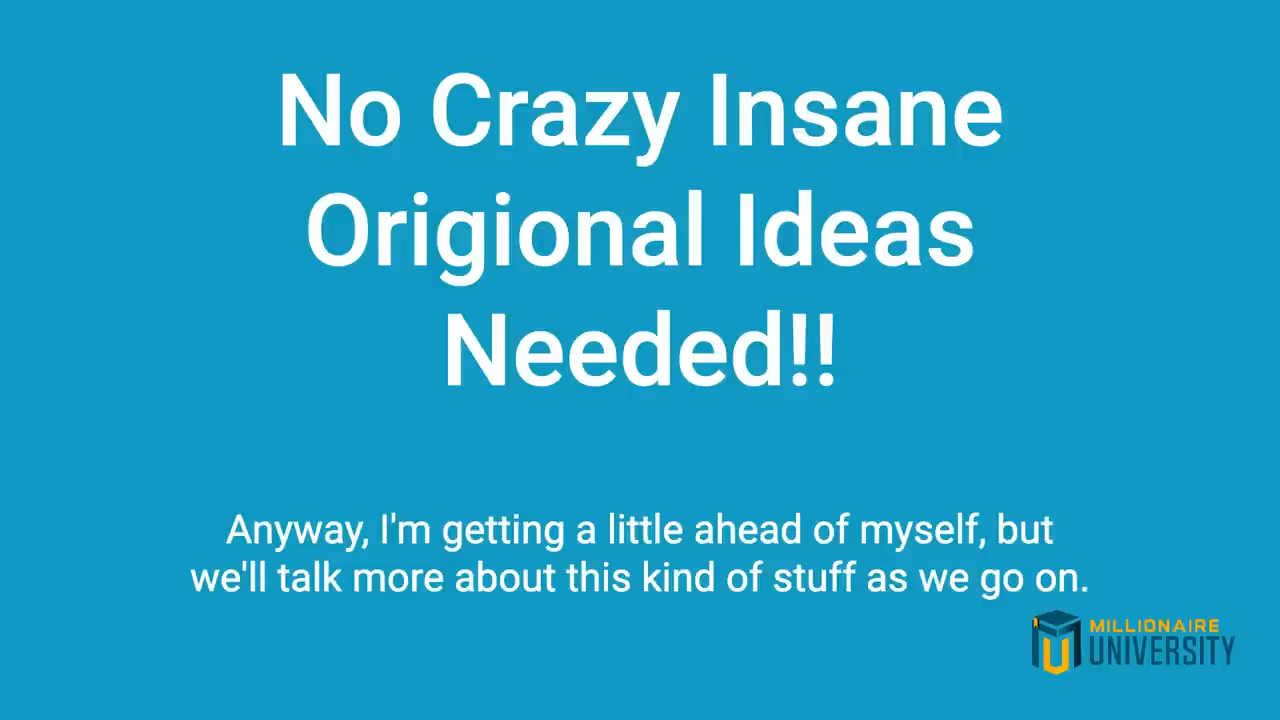 No Crazy Insane
Origional Ideas
Needed!!
Anyway, I'm getting a little ahead of myself, but
we'll talk more about this kind of stuff as we go on.
MILLIONAIRE
UNIVERSITY